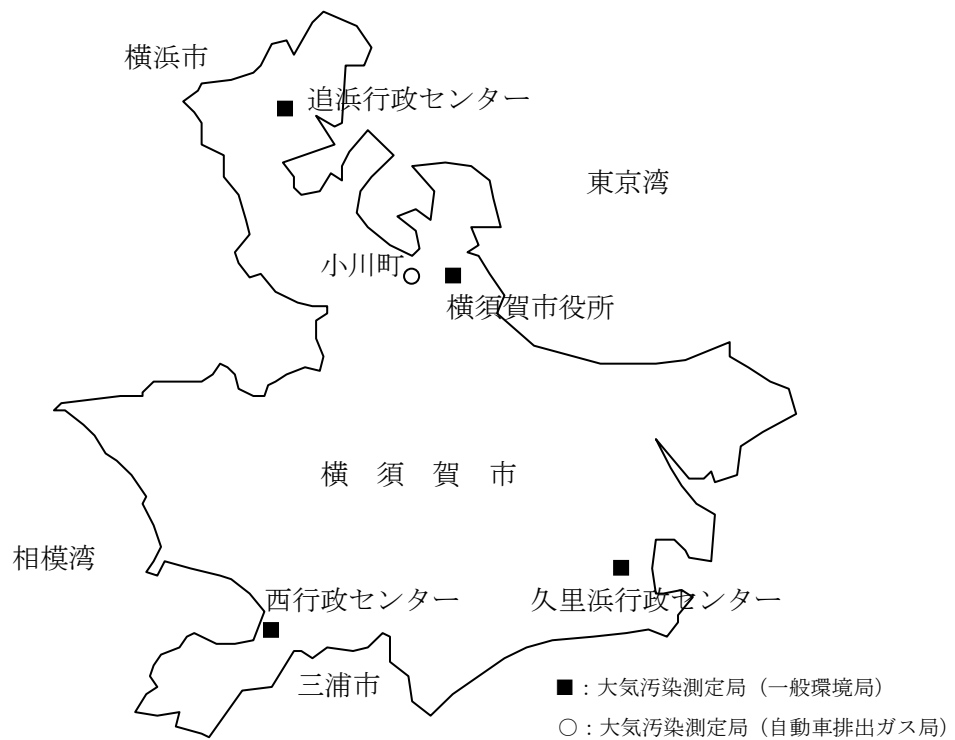 横浜市
追浜行政センター
東京湾
小川町
横須賀市役所
横 須 賀 市
相模湾
西行政センター
久里浜行政センター
三浦市
■：大気汚染測定局（一般環境局）
○：大気汚染測定局（自動車排出ガス局）